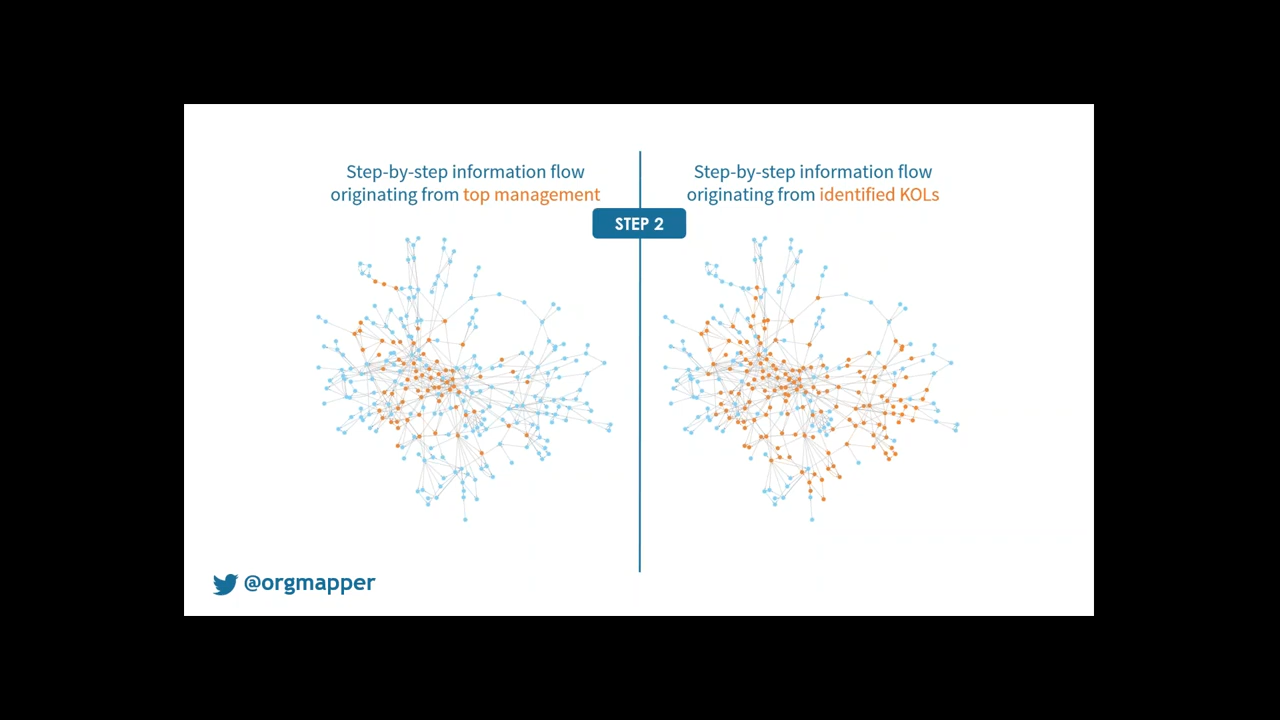 Step-by-step information flow
originating from top management
Step-by-step information flow
originating from identified KOLs
STEP 2
@orgmapper